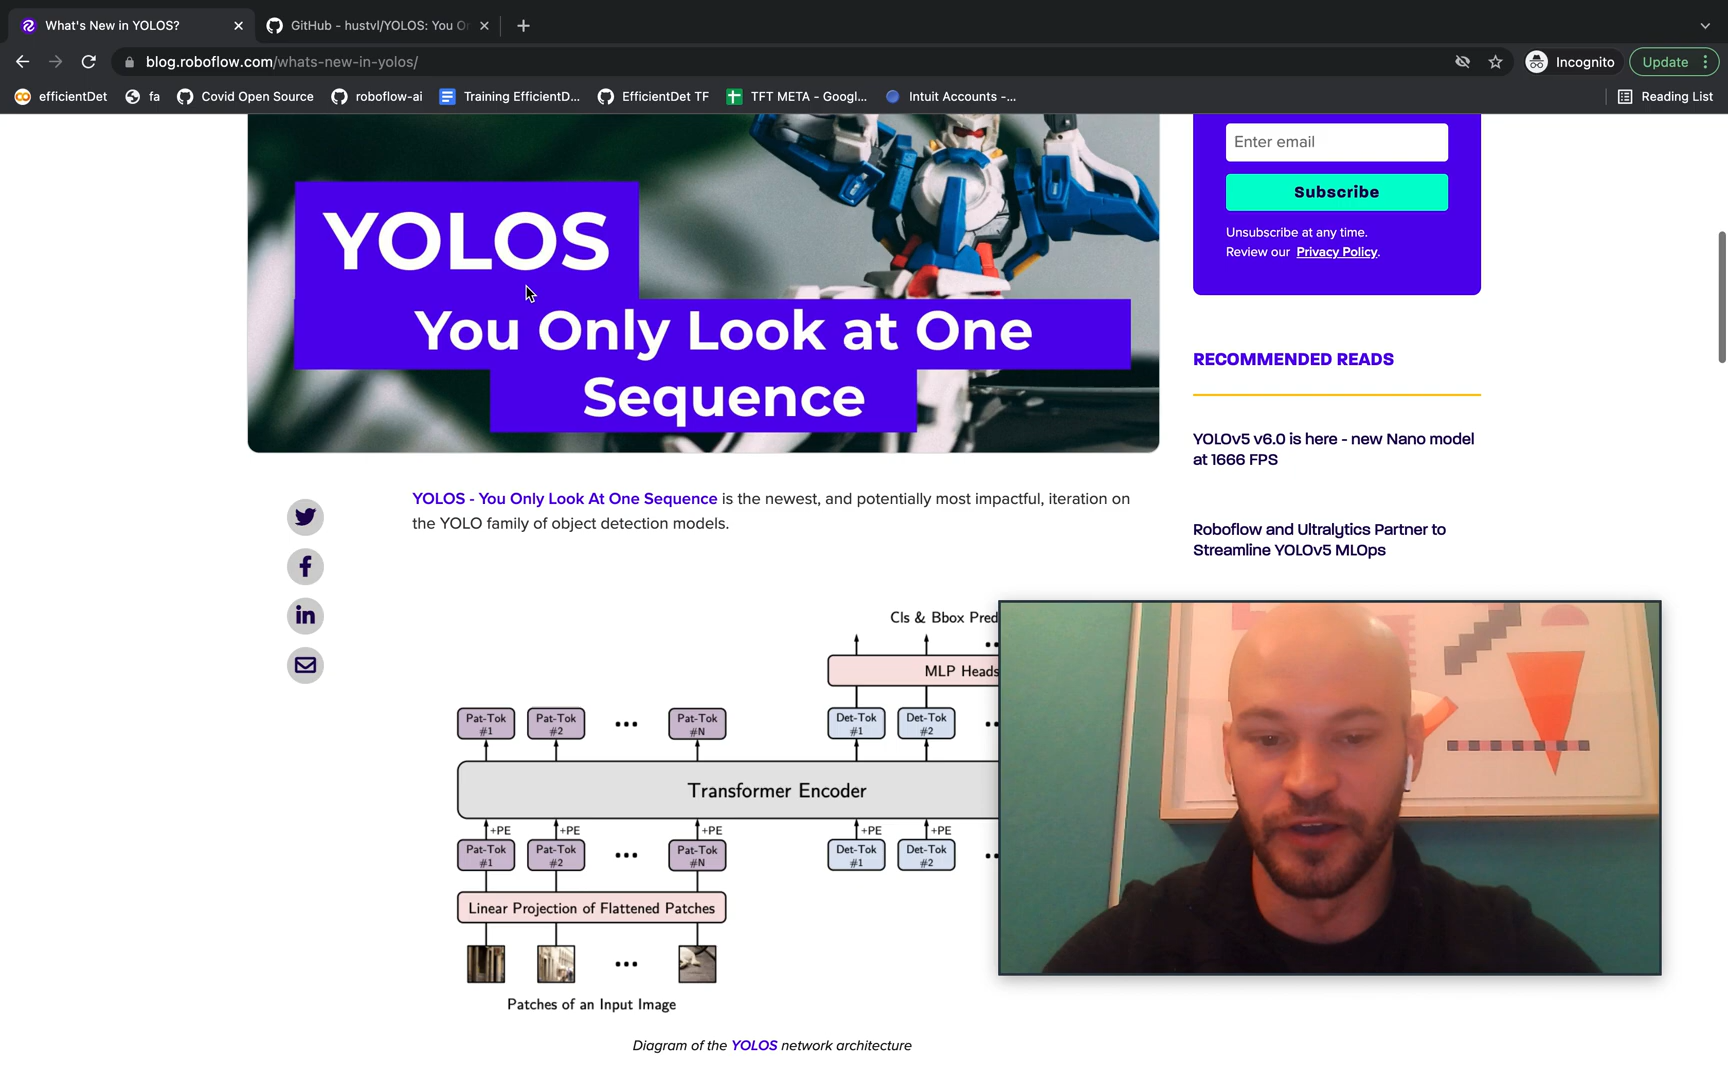 What's New in YOLOS?
GitHub - hustvl/YOLOS: You O
blog.roboflow.com/whats-new-in-yolos/
Incognito
Update
efficientDet
fa
Covid Open Source
roboflow-ai
Training EfficientD...
EfficientDet TF
TFT META - Googl...
Intuit Accounts -...
Reading List
YOLOS
You Only Look at One
Sequence
Enter email
Subscribe
Unsubscribe at any time.
Review our Privacy Policy.
RECOMMENDED READS
YOLOv5 v6.0 is here - new Nano model
at 1666 FPS
Roboflow and Ultralytics Partner to
Streamline YOLOv5 MLOps
YOLOS - You Only Look At One Sequence is the newest, and potentially most impactful, iteration on
the YOLO family of object detection models.
Cls & Bbox Pred
MLP Heads
Pat-Tok
#1
Pat-Tok
#2
...
Pat-Tok
#N
Det-Tok
#1
Det-Tok
#2
Transformer Encoder
+PE
+PE
+PE
+PE
+PE
Pat-Tok
#1
Pat-Tok
#2
...
Pat-Tok
#N
Det-Tok
#1
Det-Tok
#2
Linear Projection of Flattened Patches
...
Patches of an Input Image
Diagram of the YOLOS network architecture